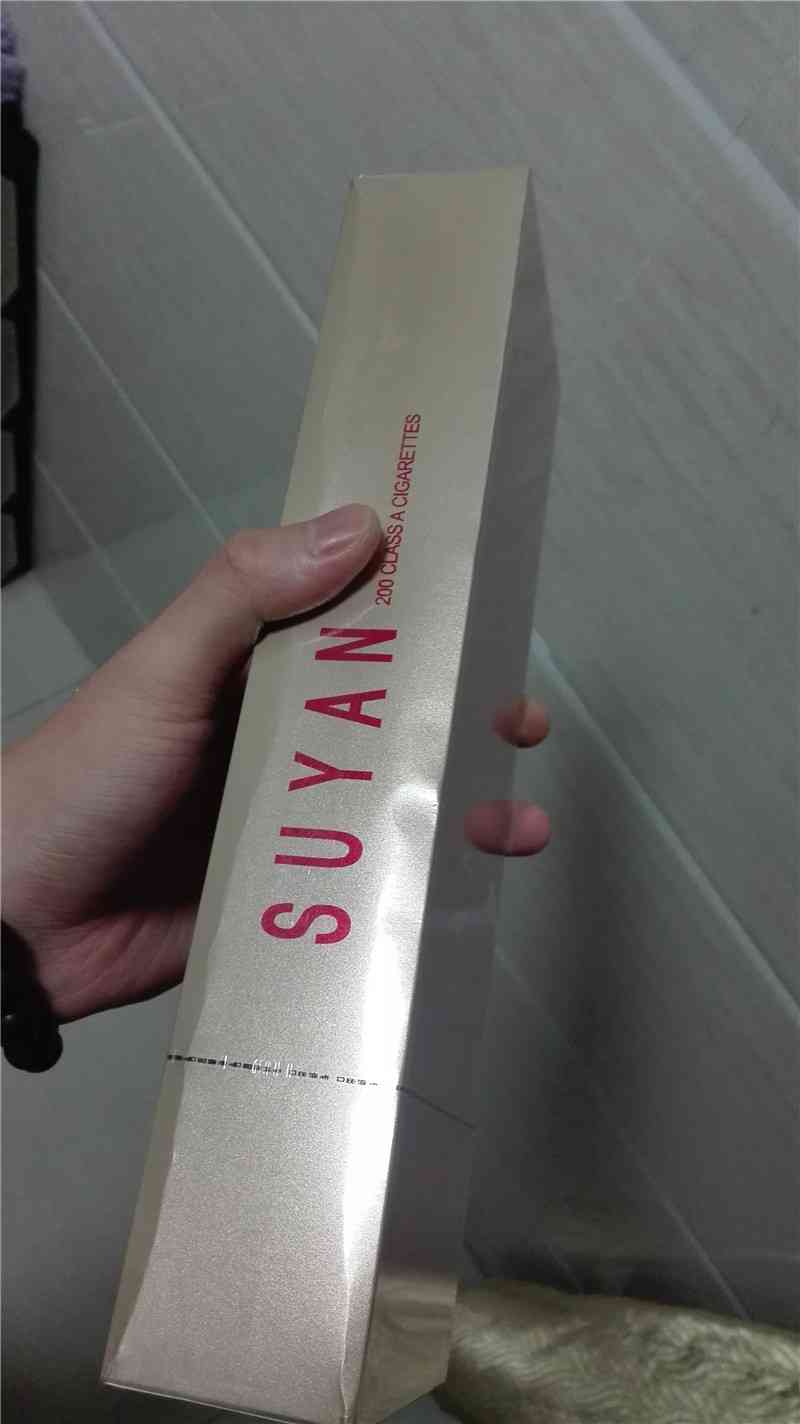 SUYAN
200 CLASS A CIGARETTES